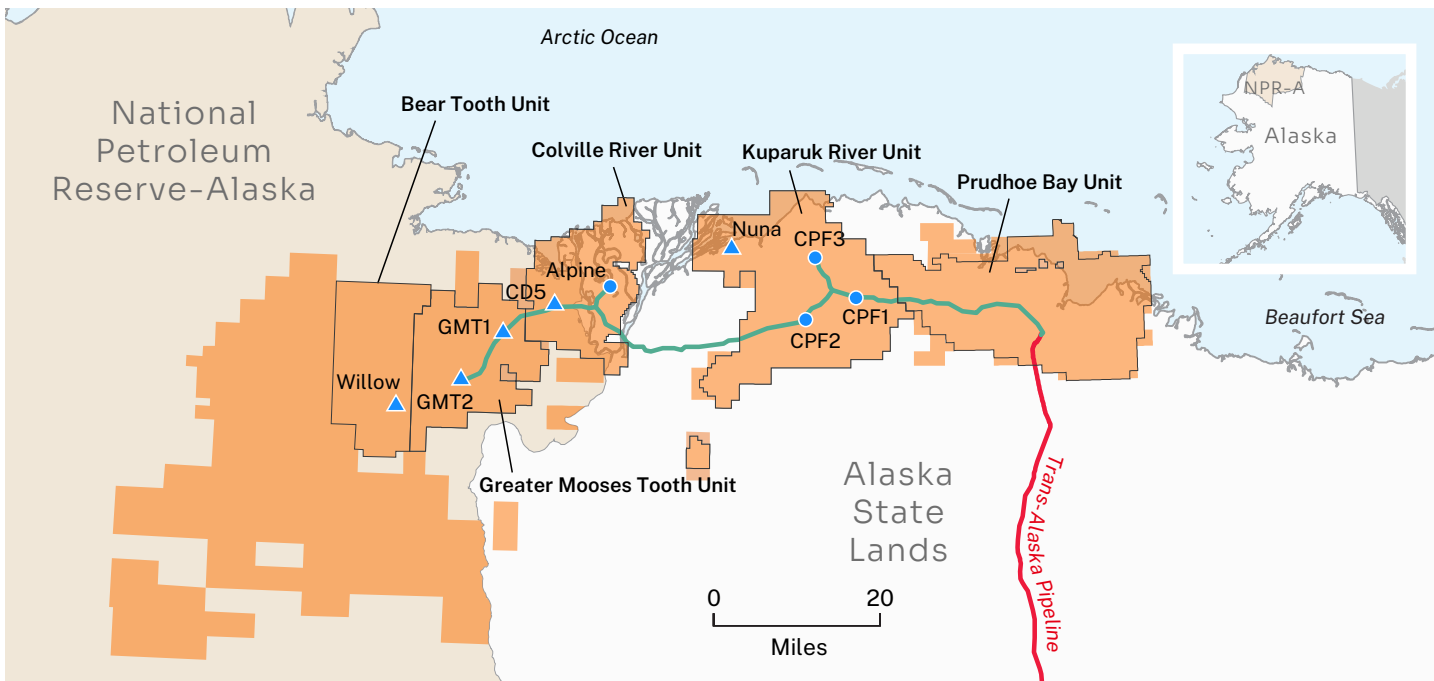 Arctic Ocean
National
Petroleum
Reserve-Alaska
Bear Tooth Unit
Colville River Unit
Kuparuk River Unit
Prudhoe Bay Unit
NPR-A
Alaska
Nuna
CPF3
Alpine
CD5
CPF1
GMT1
CPF2
Beaufort Sea
Willow
GMT2
Greater Mooses Tooth Unit
Alaska
State
Lands
Trans-Alaska Pipeline
0 20
Miles